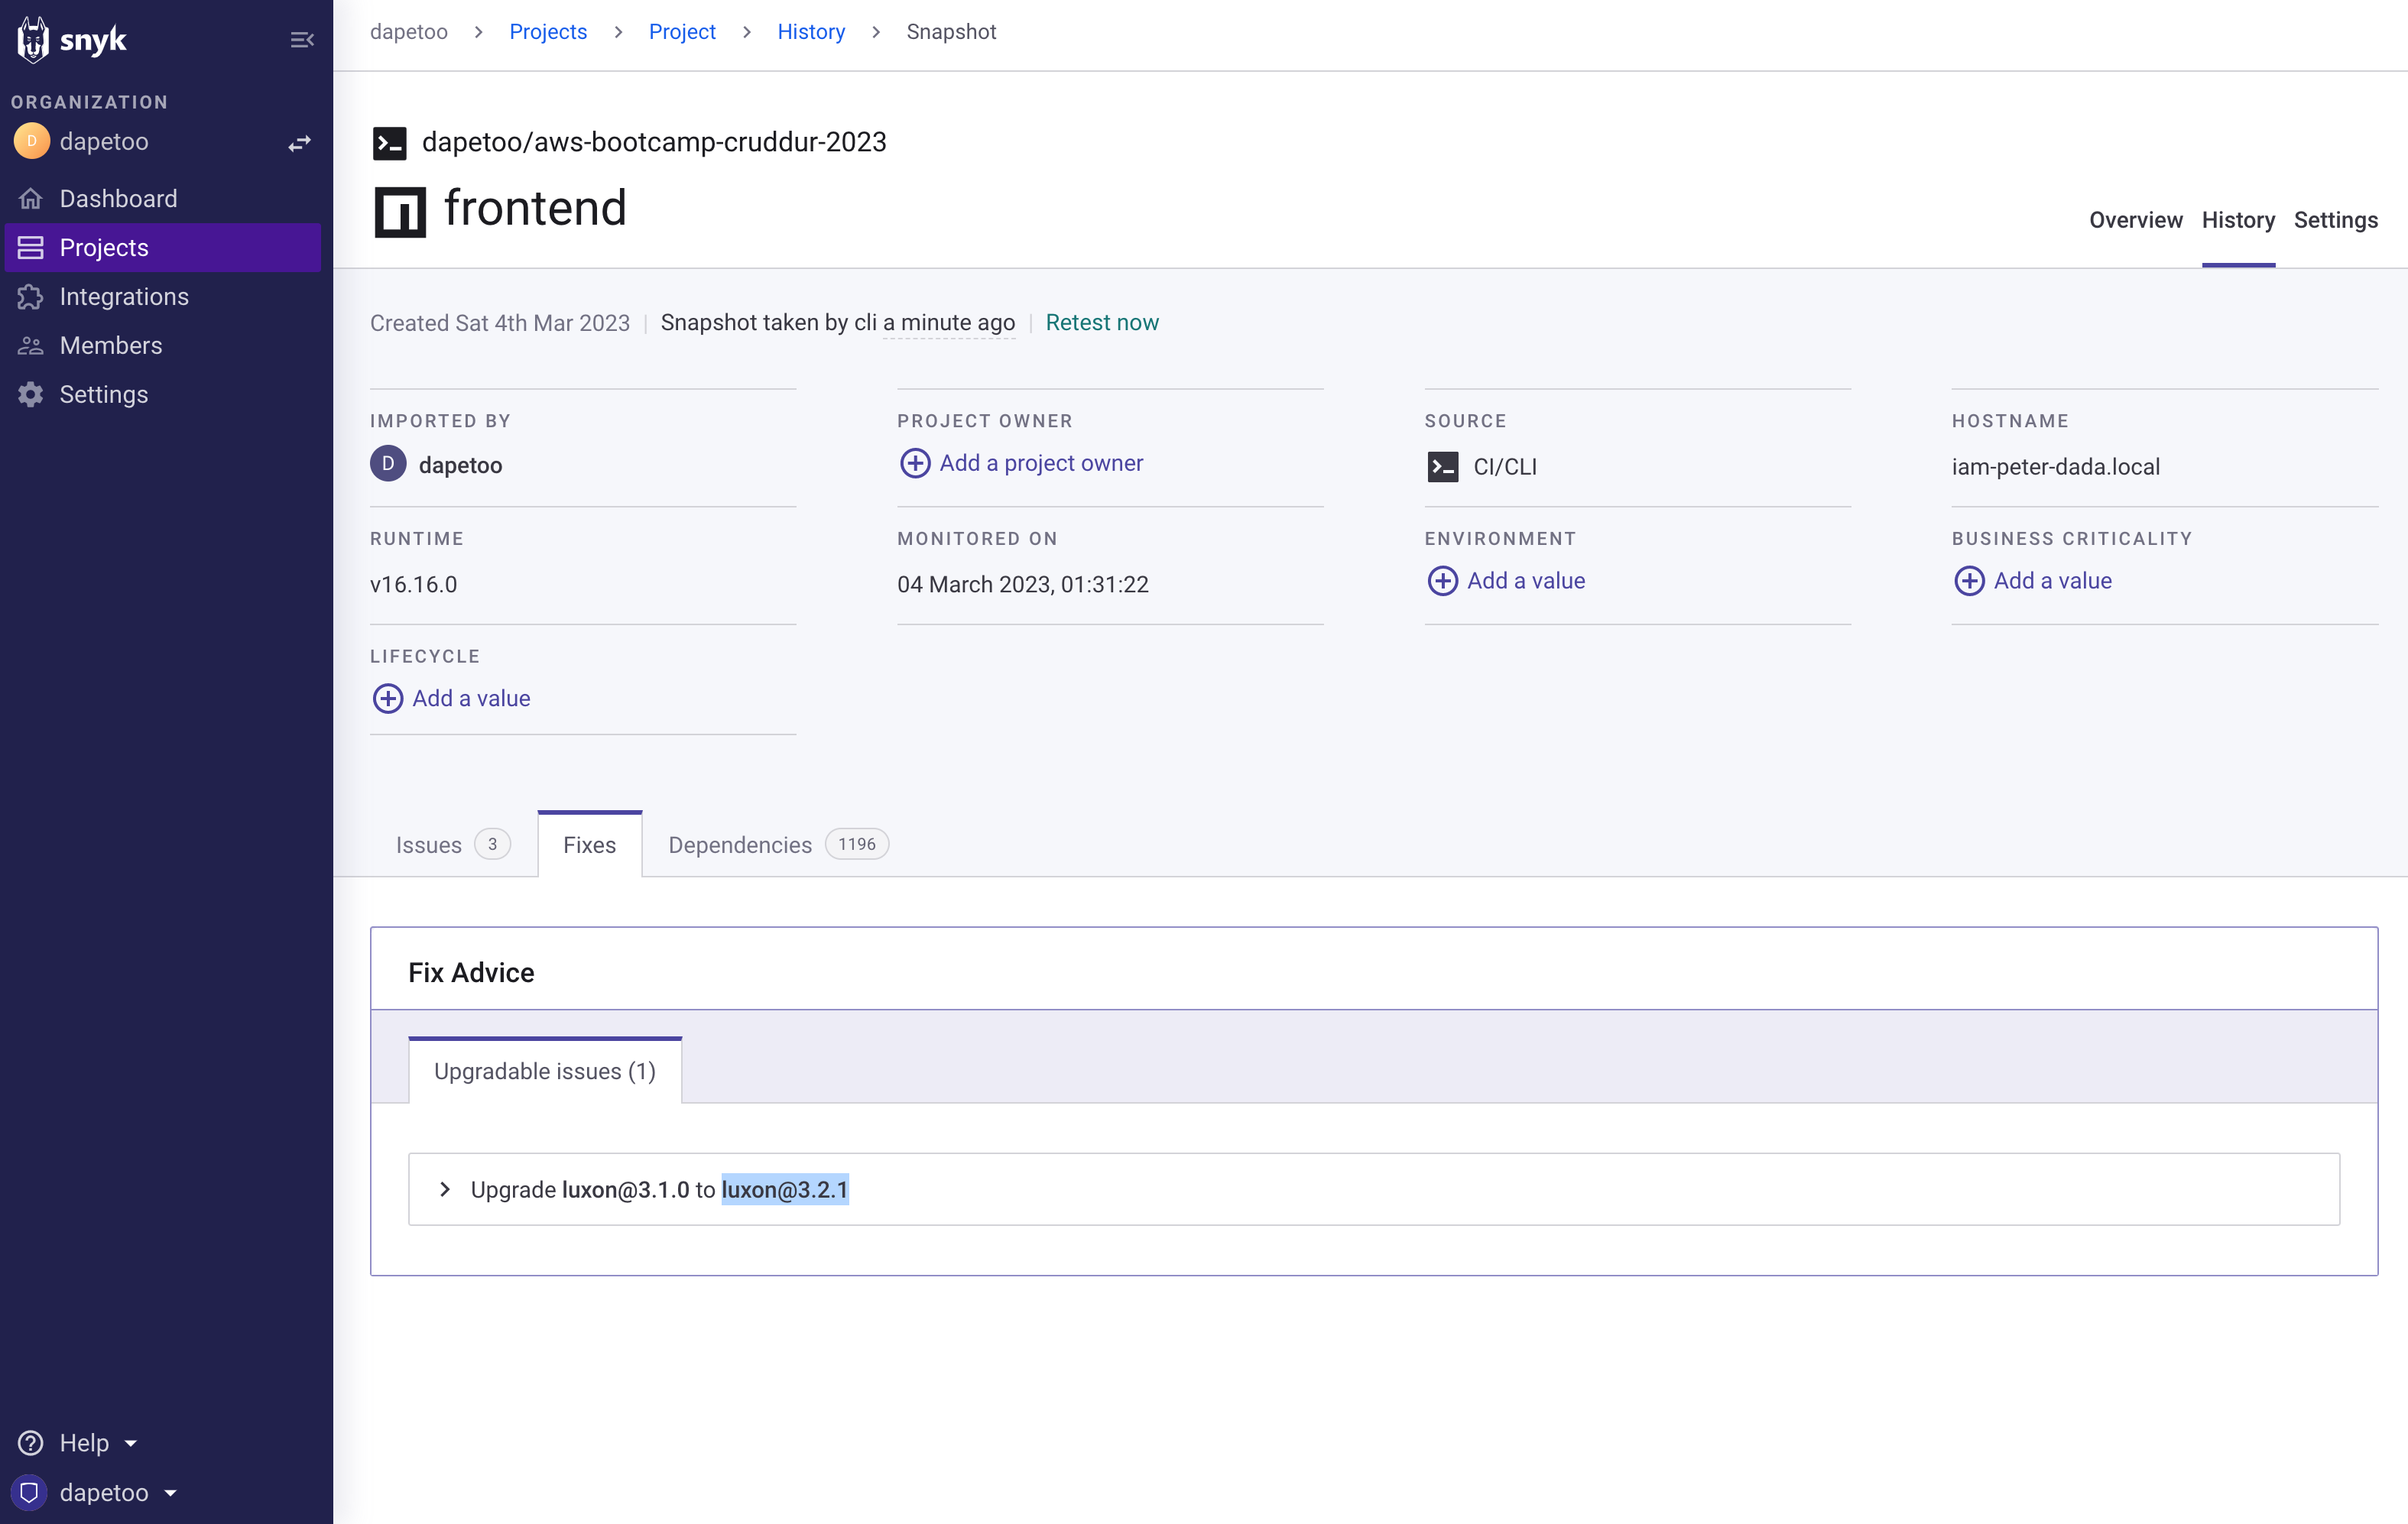 snyk
ORGANIZATION
D dapetoo
Dashboard
Projects
Integrations
Members
Settings
Help
dapetoo
dapetoo > Projects > Project > History > Snapshot
dapetoo/aws-bootcamp-cruddur-2023
frontend
Overview History Settings
Created Sat 4th Mar 2023 | Snapshot taken by cli a minute ago | Retest now
IMPORTED BY
D dapetoo
PROJECT OWNER
Add a project owner
SOURCE
CI/CLI
HOSTNAME
iam-peter-dada.local
RUNTIME
v16.16.0
MONITORED ON
04 March 2023, 01:31:22
ENVIRONMENT
Add a value
BUSINESS CRITICALITY
Add a value
LIFECYCLE
Add a value
Issues 3 Fixes Dependencies 1196
Fix Advice
Upgradable issues (1)
Upgrade luxon@3.1.0 to luxon@3.2.1